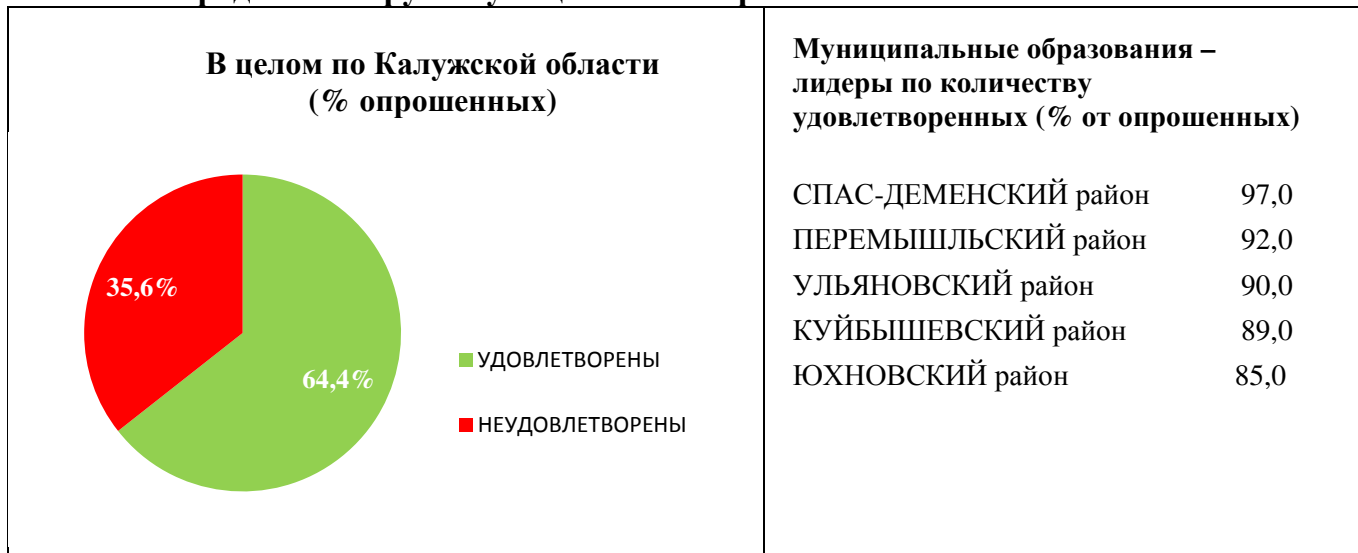 В целом по Калужской области
(% опрошенных)
35,6%
64,4%
УДОВЛЕТВОРЕНЫ
НЕУДОВЛЕТВОРЕНЫ
Муниципальные образования –
лидеры по количеству
удовлетворенных (% от опрошенных)
СПАС-ДЕМЕНСКИЙ район 97,0
ПЕРЕМЫШЛЬСКИЙ район 92,0
УЛЬЯНОВСКИЙ район 90,0
КУЙБЫШЕВСКИЙ район 89,0
ЮХНОВСКИЙ район 85,0